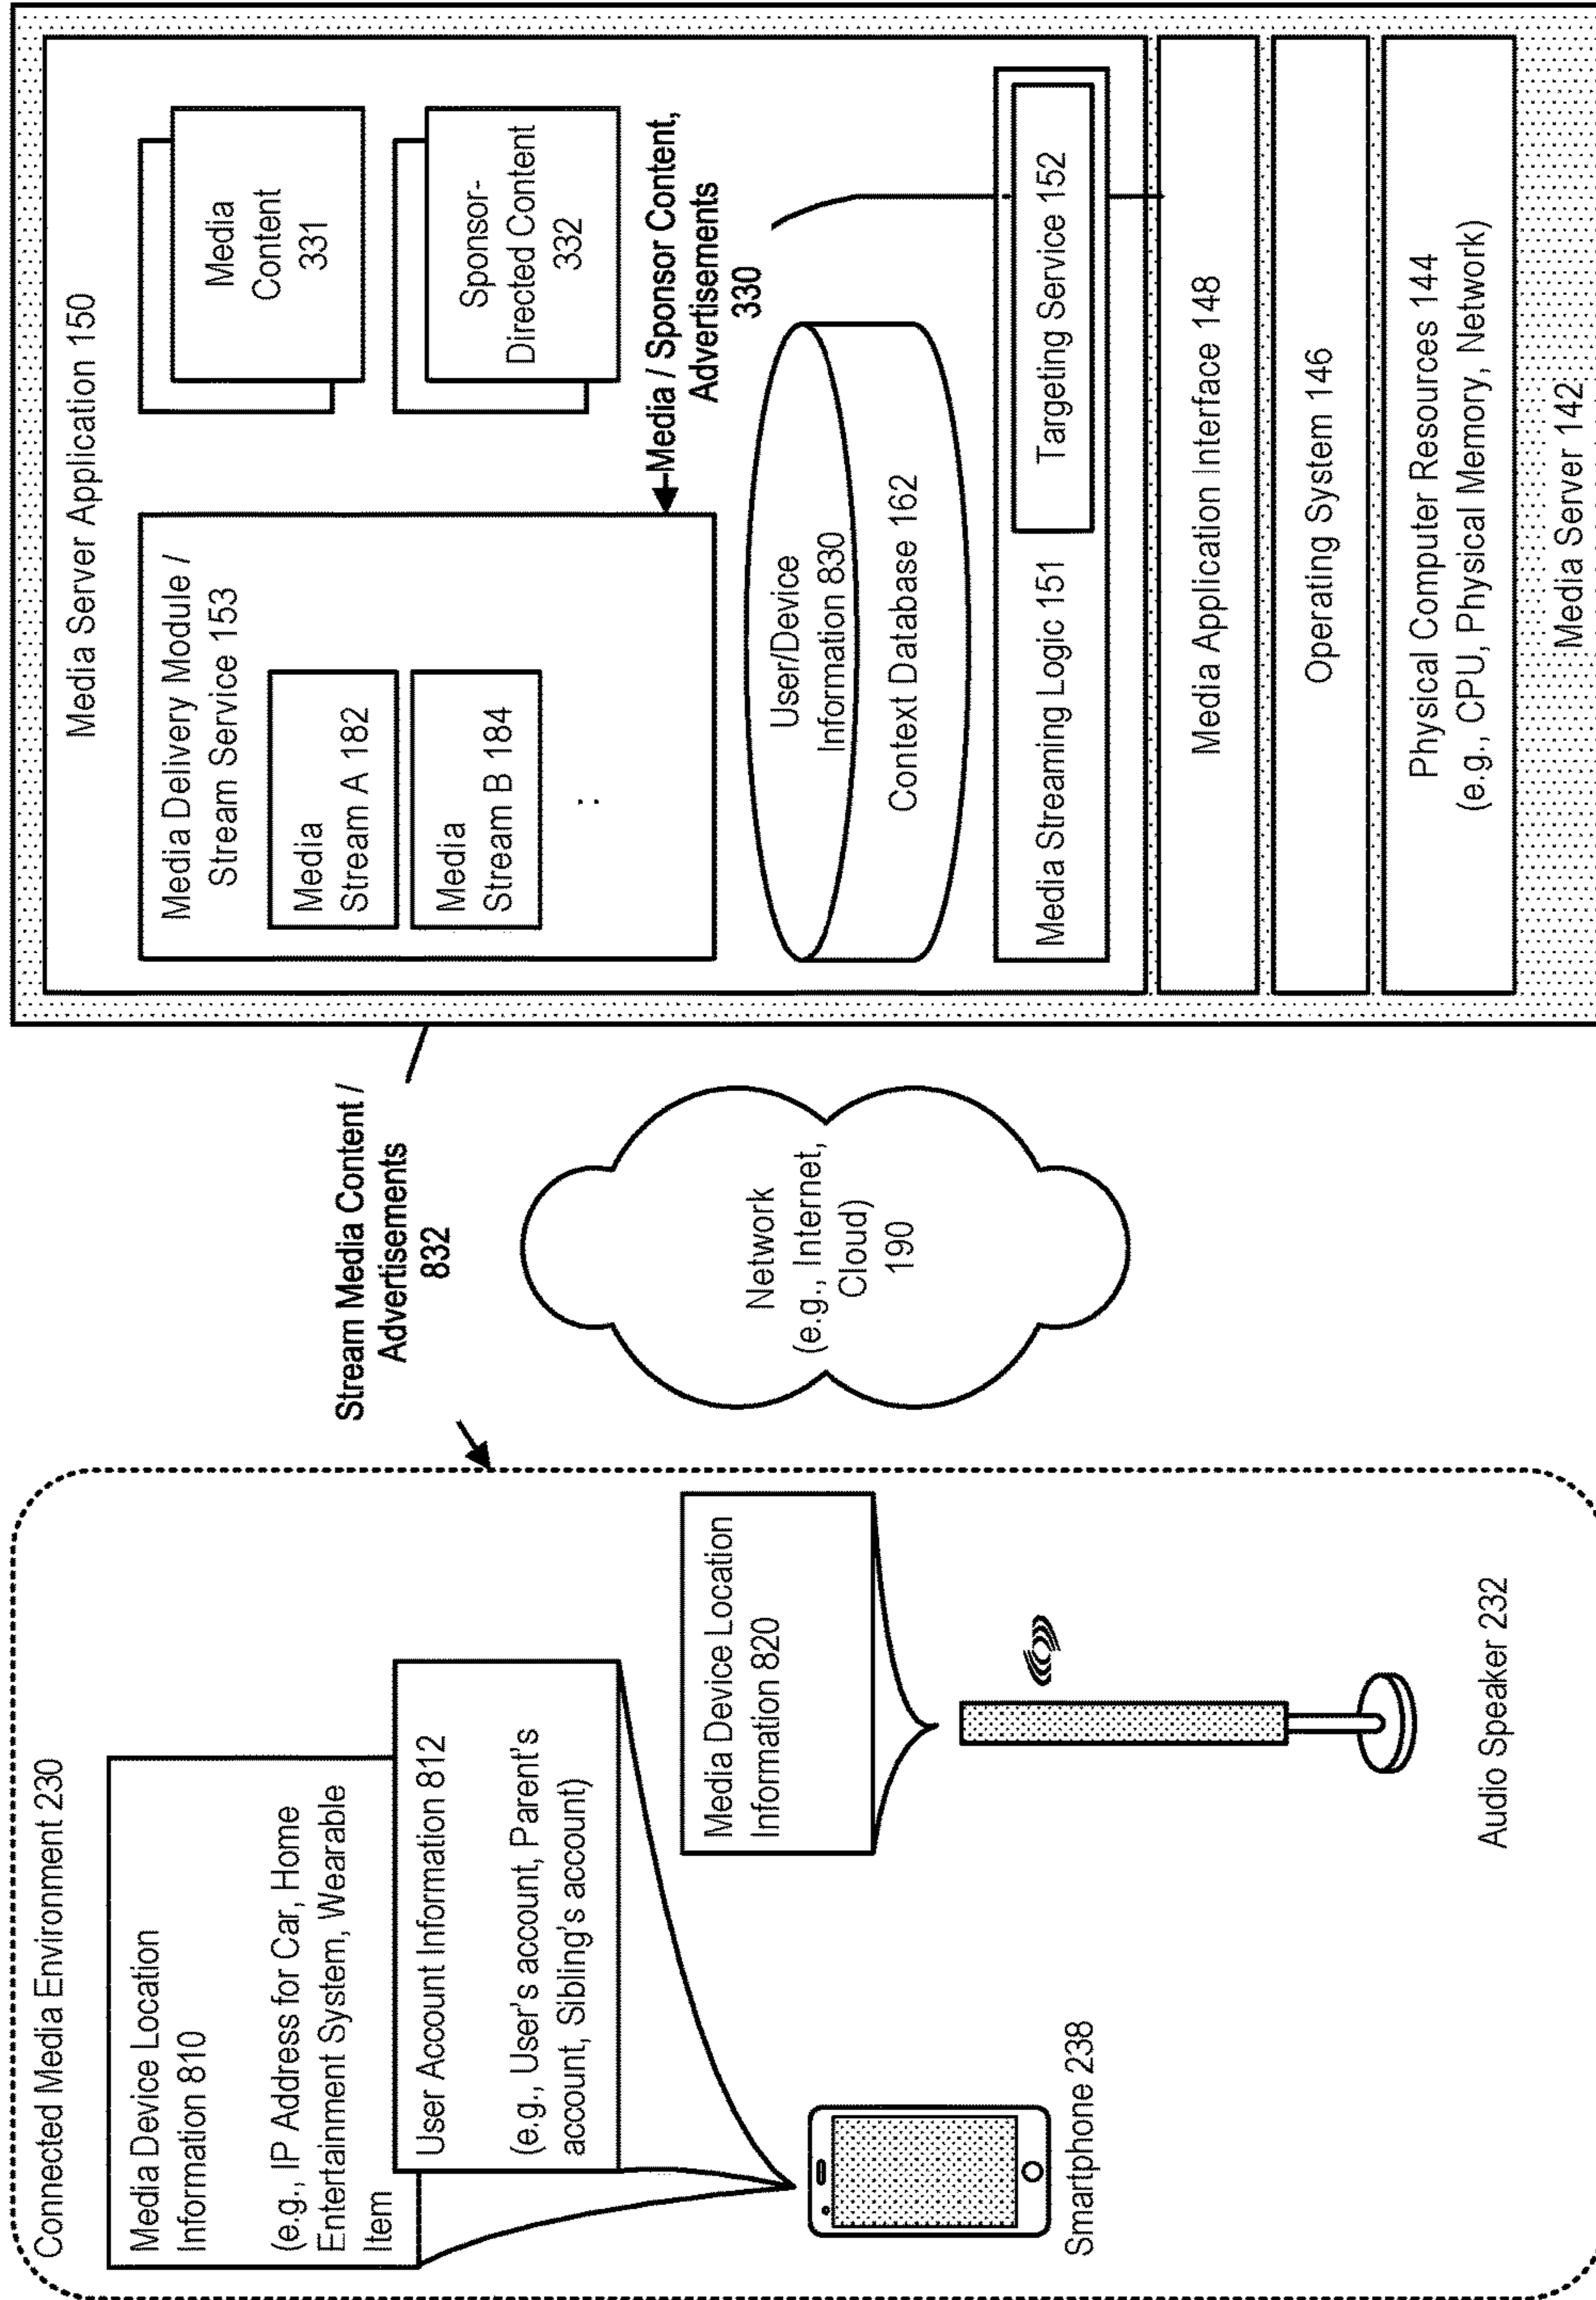 Connected Media Environment 230
Media Device Location
Information 810
(e.g., IP Address for Car, Home
Entertainment System, Wearable
Item
User Account Information 812
(e.g., User's account, Parent's
account, Sibling's account)
Smartphone 238
Media Device Location
Information 820
Audio Speaker 232
Stream Media Content /
Advertisements
832
Network
(e.g., Internet,
Cloud)
190
Media Server Application 150
Media Delivery Module /
Stream Service 153
Media
Stream A 182
Media
Stream B 184
:
Media
Content
331
Sponsor-
Directed Content
332
Media / Sponsor Content,
Advertisements
330
User/Device
Information 830
Context Database 162
Media Streaming Logic 151
Targeting Service 152
Media Application Interface 148
Operating System 146
Physical Computer Resources 144
(e.g., CPU, Physical Memory, Network)
Media Server 142